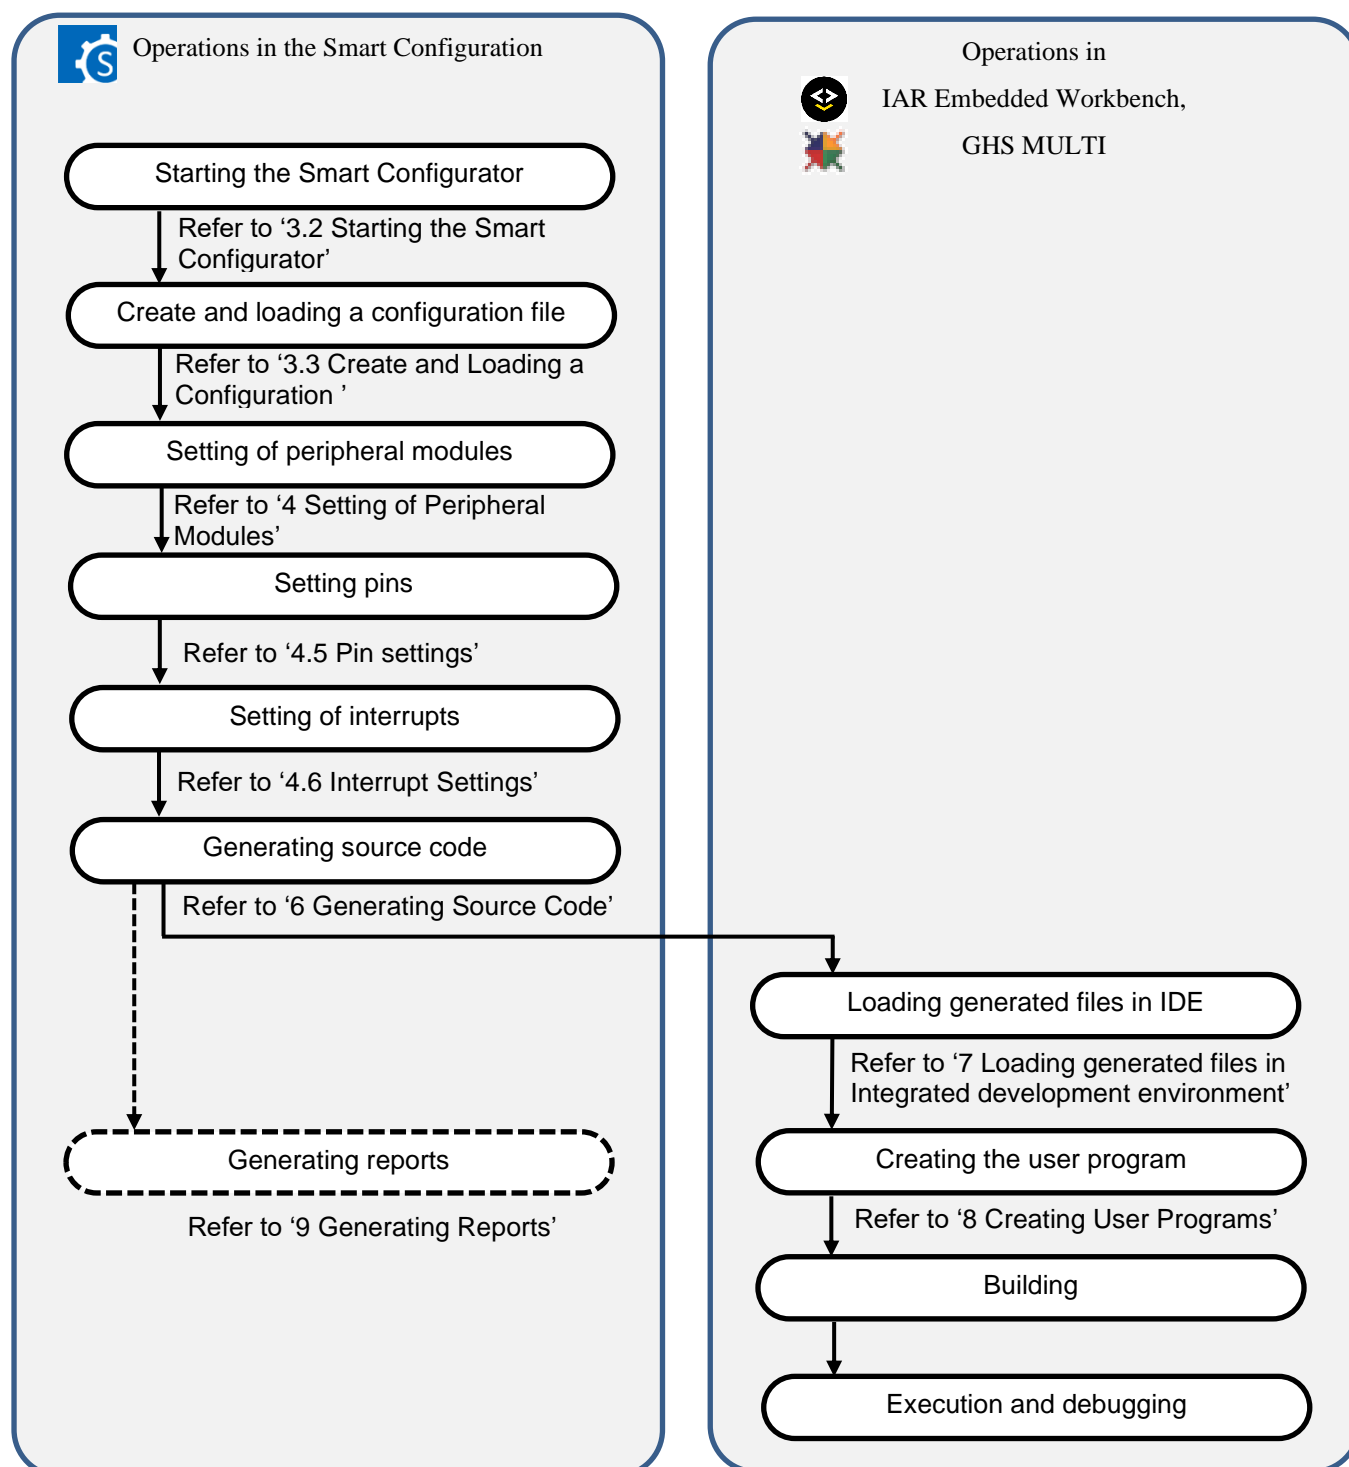 S
Operations in the Smart Configuration
Starting the Smart Configurator
Refer to ‘3.2 Starting the Smart
Configurator’
Create and loading a configuration file
Refer to ‘3.3 Create and Loading a
Configuration ’
Setting of peripheral modules
Refer to ‘4 Setting of Peripheral
Modules’
Setting pins
Refer to ‘4.5 Pin settings’
Setting of interrupts
Refer to ‘4.6 Interrupt Settings’
Generating source code
Refer to ‘6 Generating Source Code’
Generating reports
Refer to ‘9 Generating Reports’
Operations in
IAR Embedded Workbench,
GHS MULTI
Loading generated files in IDE
Refer to ‘7 Loading generated files in
Integrated development environment’
Creating the user program
Refer to ‘8 Creating User Programs’
Building
Execution and debugging